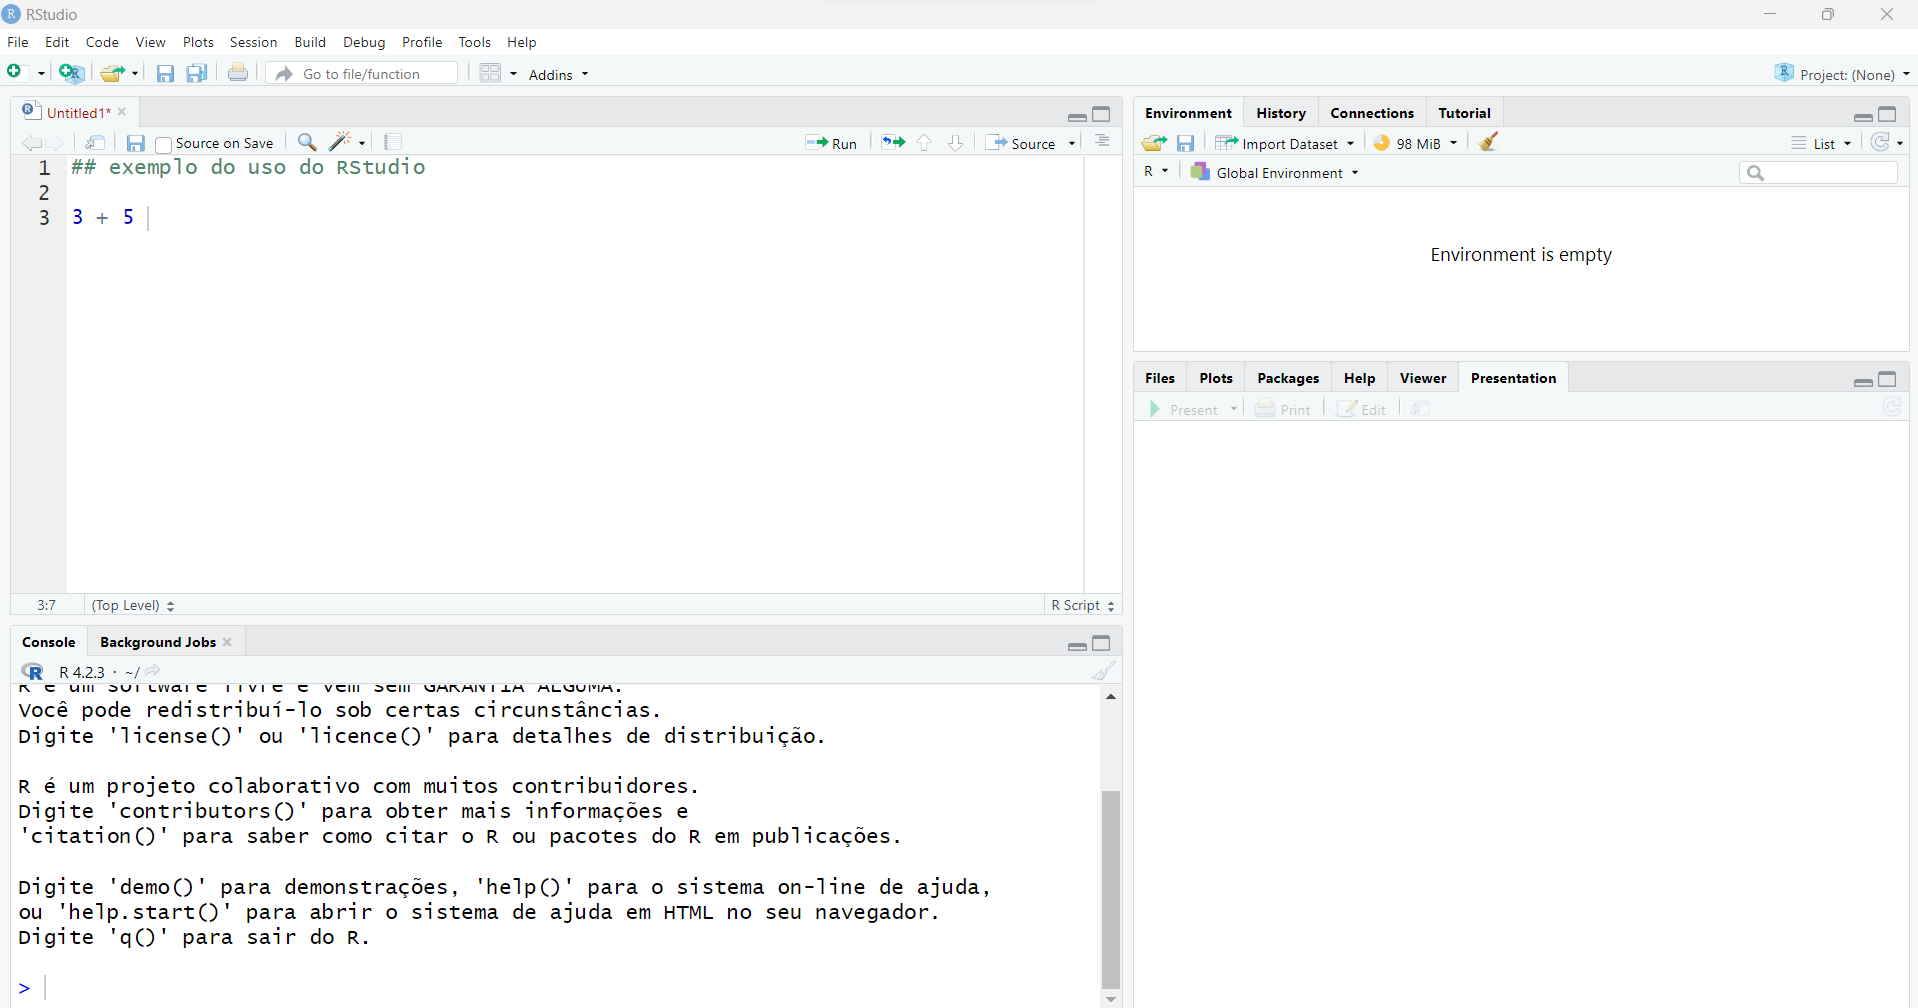 RStudio
File Edit Code View Plots Session Build Debug Profile Tools Help
Go to file/function Addins Project: (None)
Untitled1*
Source on Save Run Source
1 ## exemplo do uso do RStudio
2
3 3 + 5
3:7 (Top Level) R Script
Console Background Jobs
R 4.2.3 · ~/
R é um software livre e vem sem GARANTIA ALGUMA.
Você pode redistribuí-lo sob certas circunstâncias.
Digite 'license()' ou 'licence()' para detalhes de distribuição.
R é um projeto colaborativo com muitos contribuidores.
Digite 'contributors()' para obter mais informações e
'citation()' para saber como citar o R ou pacotes do R em publicações.
Digite 'demo()' para demonstrações, 'help()' para o sistema on-line de ajuda,
ou 'help.start()' para abrir o sistema de ajuda em HTML no seu navegador.
Digite 'q()' para sair do R.
>
Environment History Connections Tutorial
Import Dataset 98 MiB List
R Global Environment
Environment is empty
Files Plots Packages Help Viewer Presentation
Present Print Edit